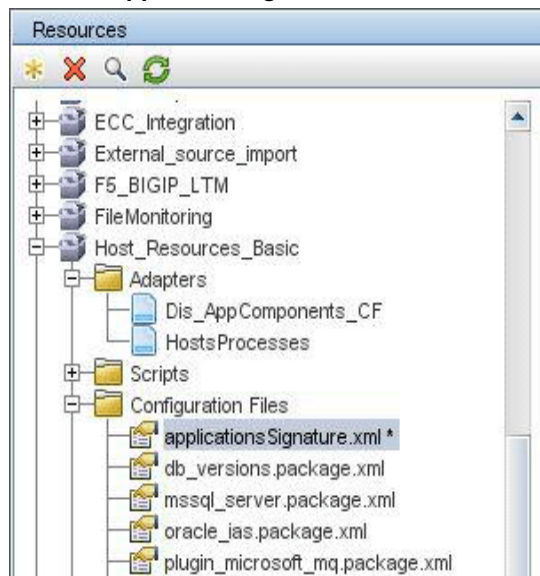 Resources
ECC_Integration
External_source_import
F5_BIGIP_LTM
FileMonitoring
Host_Resources_Basic
Adapters
Dis_AppComponents_CF
HostsProcesses
Scripts
Configuration Files
applicationsSignature.xml *
db_versions.package.xml
mssql_server.package.xml
oracle_ias.package.xml
plugin_microsoft_mq.package.xml